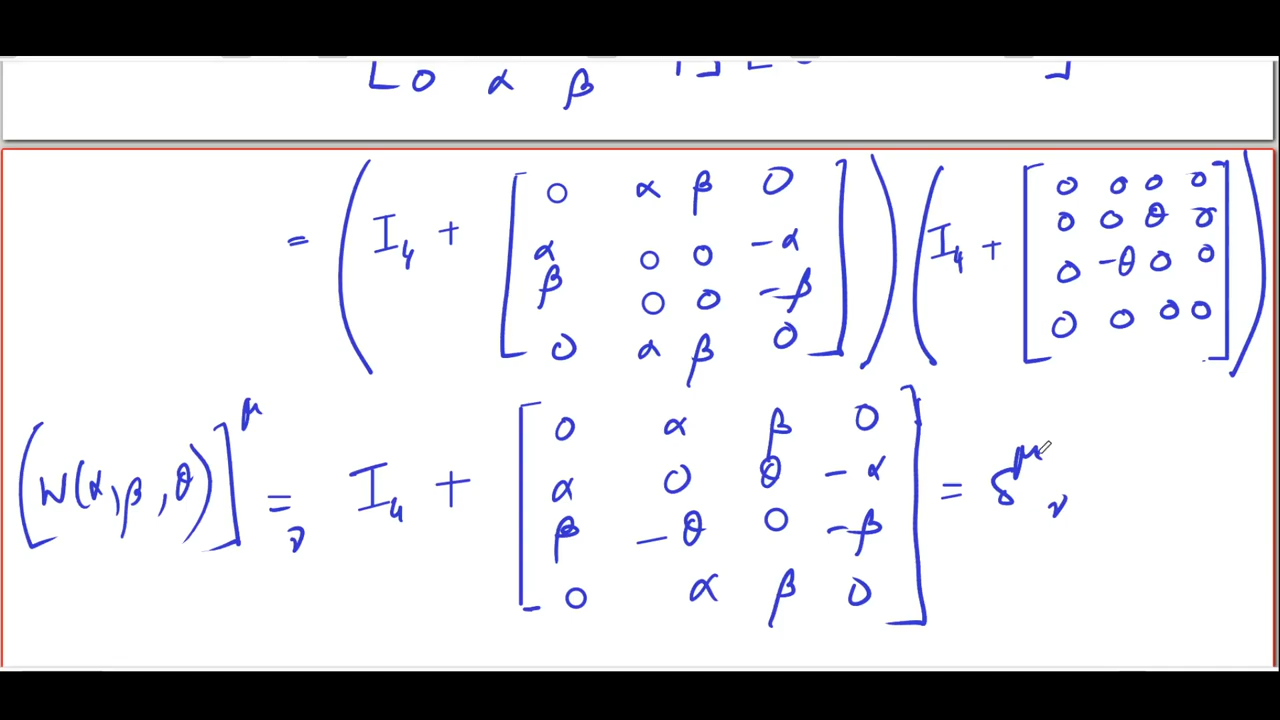 [ 0 α β 1 ] [ 0 ]
= ( I₄ + [ 0 α β 0
α 0 0 -α
β 0 0 -β
0 α β 0 ] ) ( I₄ + [ 0 0 0 0
0 0 θ 0
0 -θ 0 0
0 0 0 0 ] )
[W(α,β,θ)]^μ_ν = I₄ + [ 0 α β 0
α 0 θ -α
β -θ 0 -β
0 α β 0 ] = δ^μ_ν